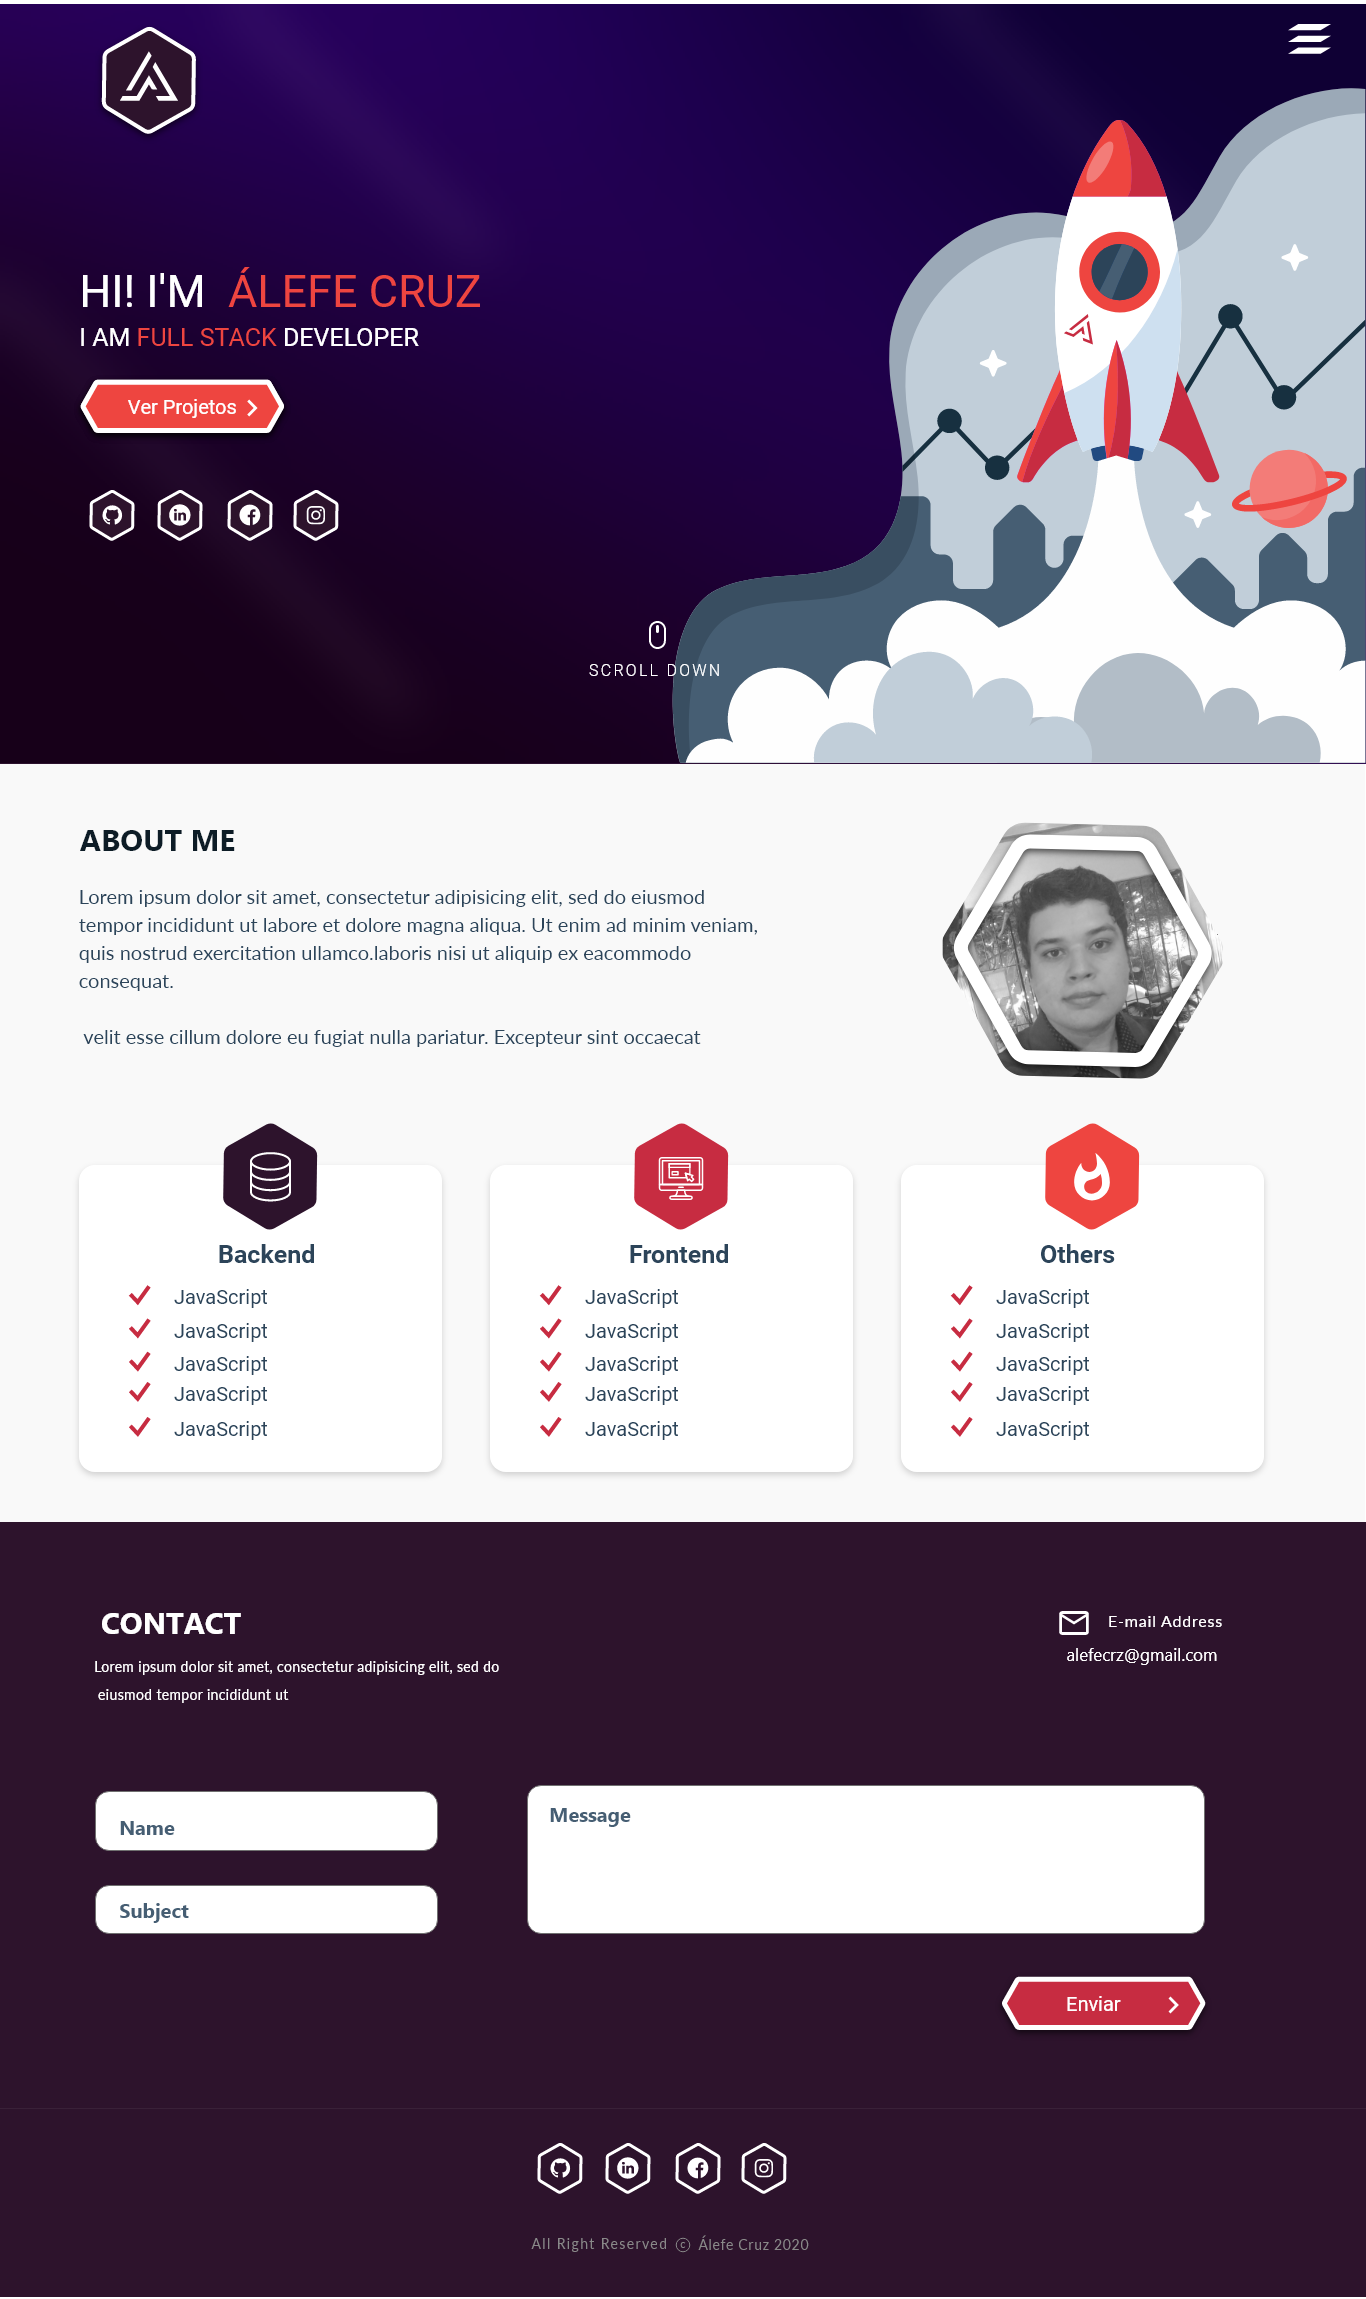 HI! I'M ÁLEFE CRUZ
I AM FULL STACK DEVELOPER
Ver Projetos
SCROLL DOWN
ABOUT ME
Lorem ipsum dolor sit amet, consectetur adipisicing elit, sed do eiusmod
tempor incididunt ut labore et dolore magna aliqua. Ut enim ad minim veniam,
quis nostrud exercitation ullamco.laboris nisi ut aliquip ex eacommodo
consequat.
velit esse cillum dolore eu fugiat nulla pariatur. Excepteur sint occaecat
Backend
JavaScript
JavaScript
JavaScript
JavaScript
JavaScript
Frontend
JavaScript
JavaScript
JavaScript
JavaScript
JavaScript
Others
JavaScript
JavaScript
JavaScript
JavaScript
JavaScript
CONTACT
Lorem ipsum dolor sit amet, consectetur adipisicing elit, sed do
eiusmod tempor incididunt ut
E-mail Address
alefecrz@gmail.com
Name
Subject
Message
Enviar
All Right Reserved © Álefe Cruz 2020